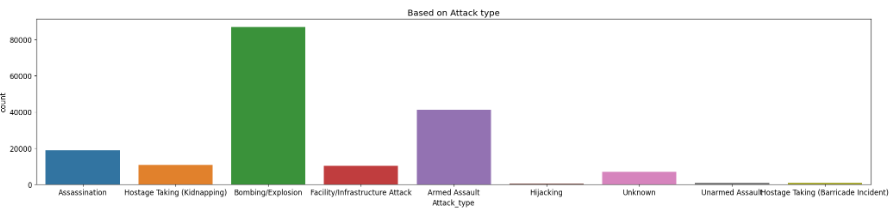 Based on Attack type
80000
60000
40000
20000
0
count
Assassination
Hostage Taking (Kidnapping)
Bombing/Explosion
Facility/Infrastructure Attack
Armed Assault
Hijacking
Unknown
Unarmed Assault
Hostage Taking (Barricade Incident)
Attack_type